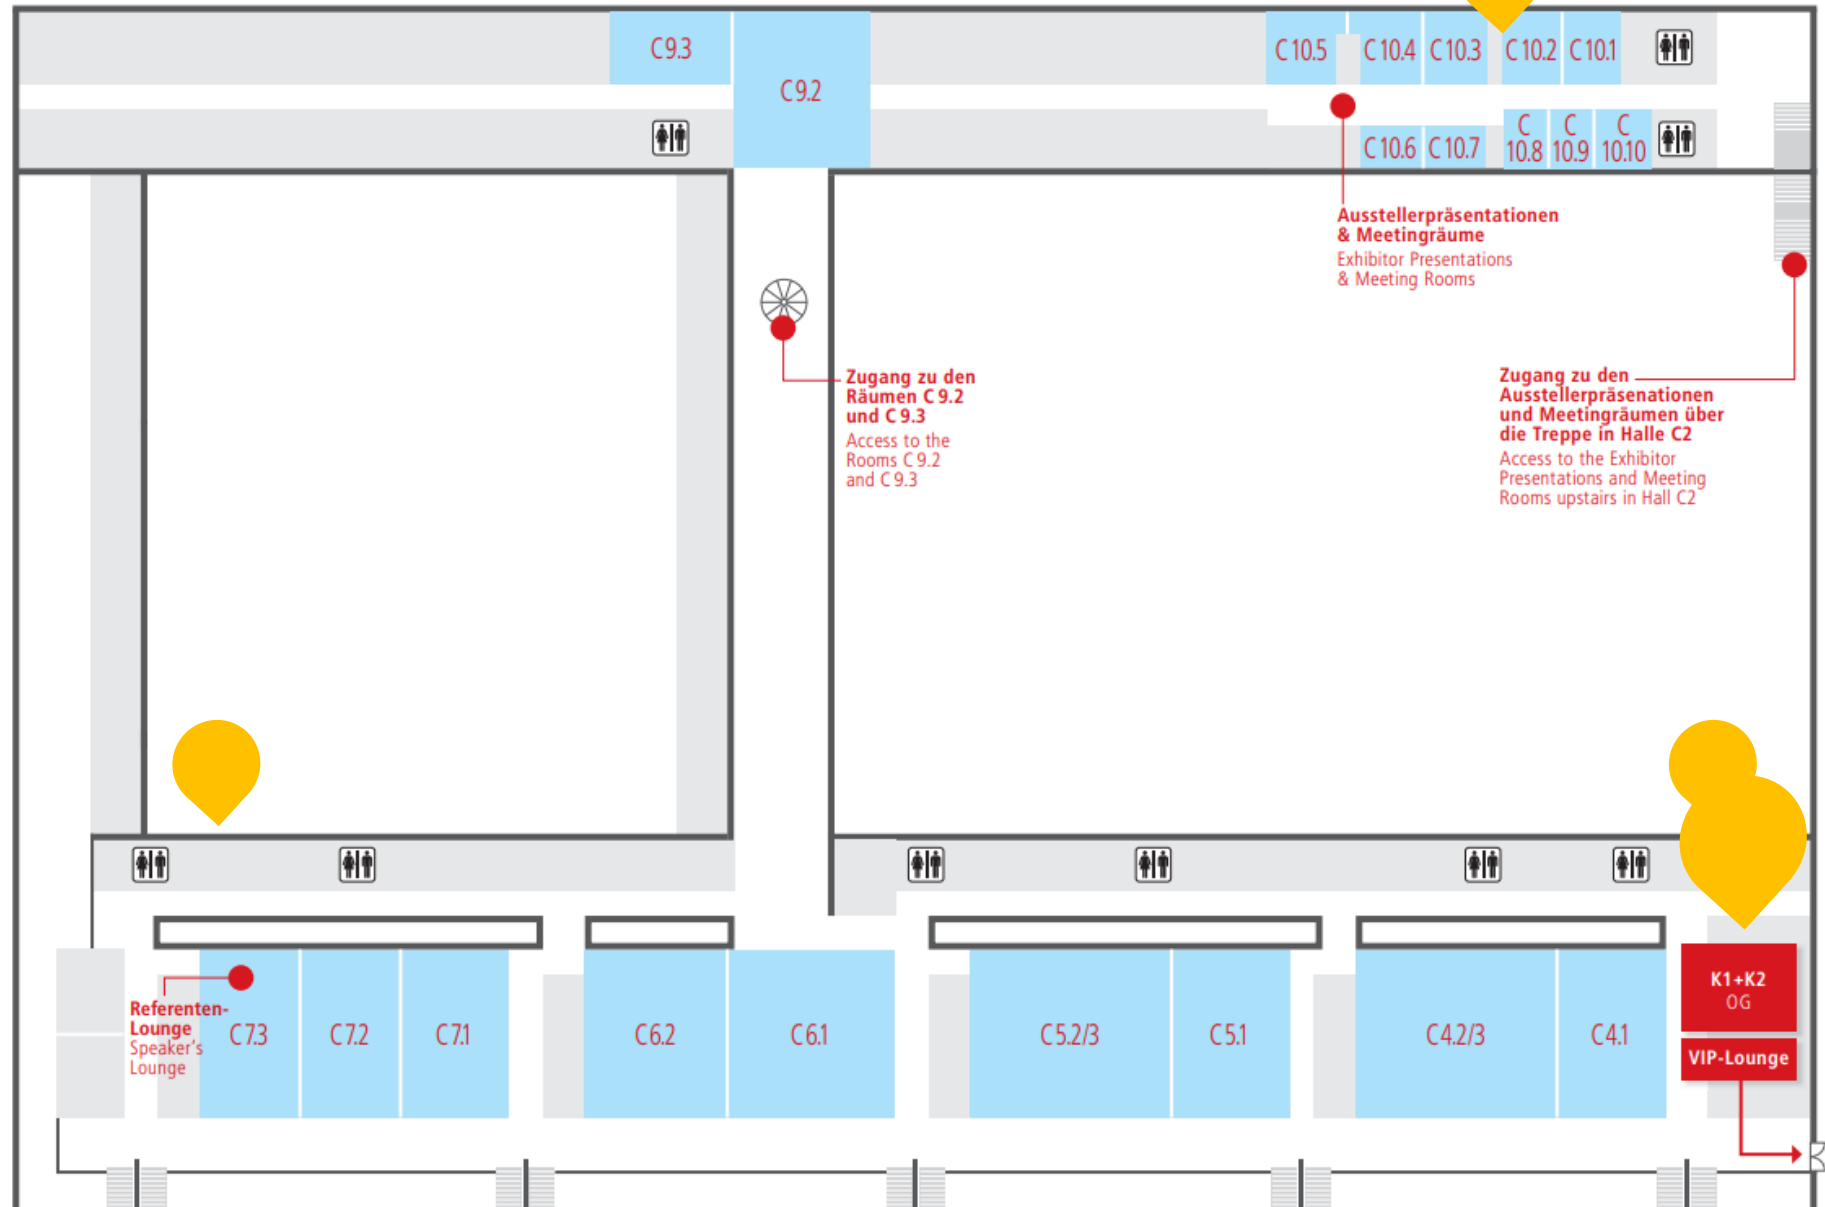 C 9.3
C 9.2
C 10.5
C 10.4
C 10.3
C 10.2
C 10.1
C 10.6
C 10.7
C
10.8
C
10.9
C
10.10
Ausstellerpräsentationen
& Meetingräume
Exhibitor Presentations
& Meeting Rooms
Zugang zu den
Räumen C 9.2
und C 9.3
Access to the
Rooms C 9.2
and C 9.3
Zugang zu den
Ausstellerpräsenationen
und Meetingräumen über
die Treppe in Halle C2
Access to the Exhibitor
Presentations and Meeting
Rooms upstairs in Hall C2
Referenten-
Lounge
Speaker's
Lounge
C 7.3
C 7.2
C 7.1
C 6.2
C 6.1
C 5.2/3
C 5.1
C 4.2/3
C 4.1
K1+K2
OG
VIP-Lounge